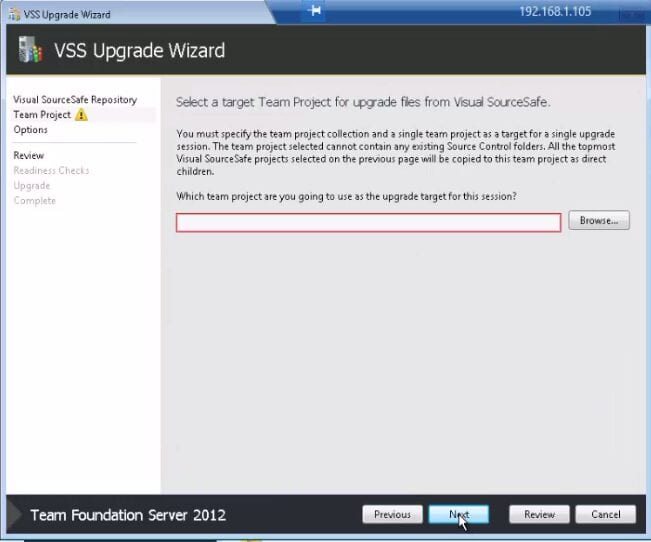 VSS Upgrade Wizard
192.168.1.105
VSS Upgrade Wizard
Visual SourceSafe Repository
Team Project
Options
Review
Readiness Checks
Upgrade
Complete
Select a target Team Project for upgrade files from Visual SourceSafe.
You must specify the team project collection and a single team project as a target for a single upgrade
session. The team project selected cannot contain any existing Source Control folders. All the topmost
Visual SourceSafe projects selected on the previous page will be copied to this team project as direct
children.
Which team project are you going to use as the upgrade target for this session?
Browse...
Team Foundation Server 2012
Previous
Next
Review
Cancel